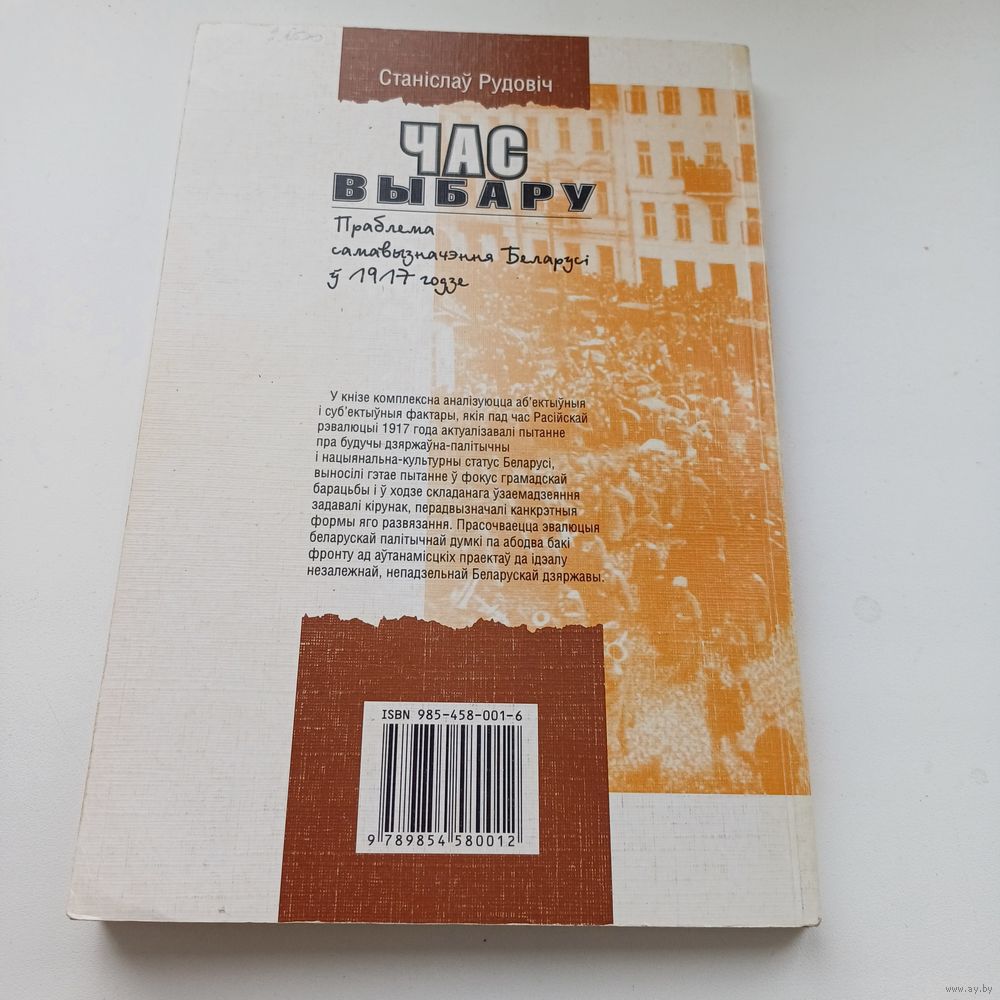 Станіслаў Рудовіч
ЧАС
ВЫБАРУ
Праблема
самавызначэння Беларусі
ў 1917 годзе
У кнізе комплексна аналізуюцца аб'ектыўныя
і суб'ектыўныя фактары, якія пад час Расійскай
рэвалюцыі 1917 года актуалізавалі пытанне
пра будучы дзяржаўна-палітычны
і нацыянальна-культурны статус Беларусі,
выносілі гэтае пытанне ў фокус грамадскай
барацьбы і ў ходзе складанага ўзаемадзеяння
задавалі кірунак, перадвызначалі канкрэтныя
формы яго развязання. Прасочваецца эвалюцыя
беларускай палітычнай думкі па абодва бакі
фронту ад аўтанамісцкіх праектаў да ідэалу
незалежнай, непадзельнай Беларускай дзяржавы.
ISBN 985-458-001-6
9 789854 580012
www.ay.by